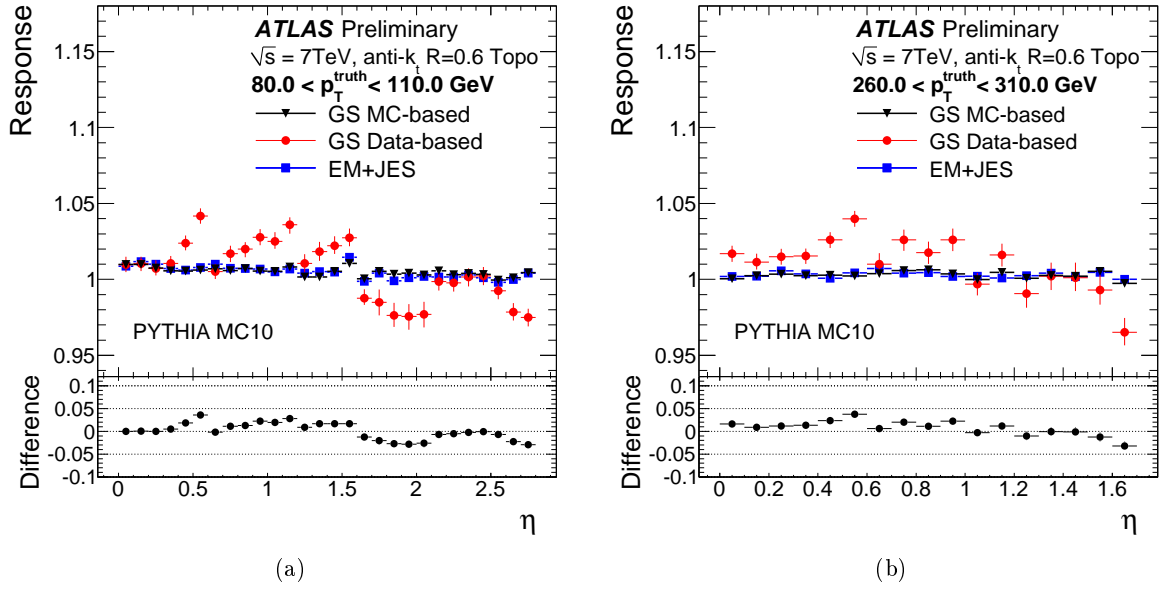 ATLAS Preliminary
√s = 7TeV, anti-k_t R=0.6 Topo
80.0 < p_T^truth < 110.0 GeV
GS MC-based
GS Data-based
EM+JES
PYTHIA MC10
Response
1.15
1.1
1.05
1
0.95
Difference
0.1
0.05
0
-0.05
-0.1
0 0.5 1 1.5 2 2.5
η
(a)
ATLAS Preliminary
√s = 7TeV, anti-k_t R=0.6 Topo
260.0 < p_T^truth < 310.0 GeV
GS MC-based
GS Data-based
EM+JES
PYTHIA MC10
Response
1.15
1.1
1.05
1
0.95
Difference
0.1
0.05
0
-0.05
-0.1
0 0.2 0.4 0.6 0.8 1 1.2 1.4 1.6
η
(b)